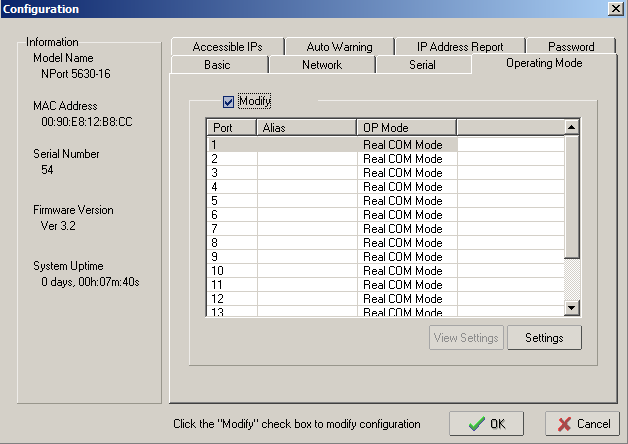 Configuration
Information
Model Name
NPort 5630-16
MAC Address
00:90:E8:12:B8:CC
Serial Number
54
Firmware Version
Ver 3.2
System Uptime
0 days, 00h:07m:40s
Accessible IPs Auto Warning IP Address Report Password
Basic Network Serial Operating Mode
Modify
Port Alias OP Mode
1 Real COM Mode
2 Real COM Mode
3 Real COM Mode
4 Real COM Mode
5 Real COM Mode
6 Real COM Mode
7 Real COM Mode
8 Real COM Mode
9 Real COM Mode
10 Real COM Mode
11 Real COM Mode
12 Real COM Mode
13 Real COM Mode
View Settings Settings
Click the "Modify" check box to modify configuration OK Cancel